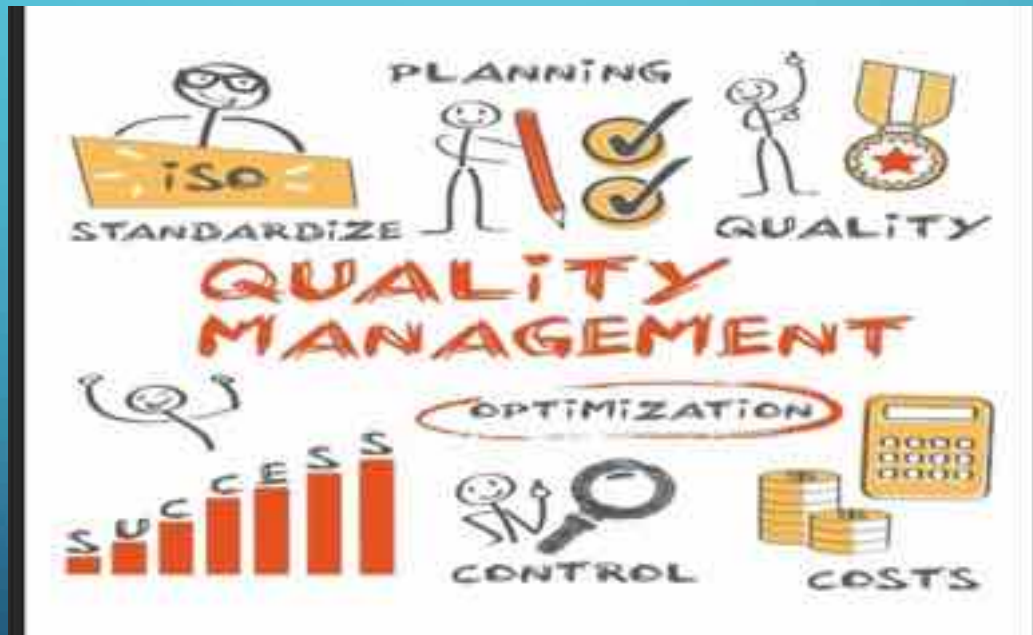 PLANNiNG
iSO
STANDARDiZE
QUALiTY
QUALiTY
MANAGEMENT
OPTiMiZATiON
SUCCESS
CONTROL
COSTS